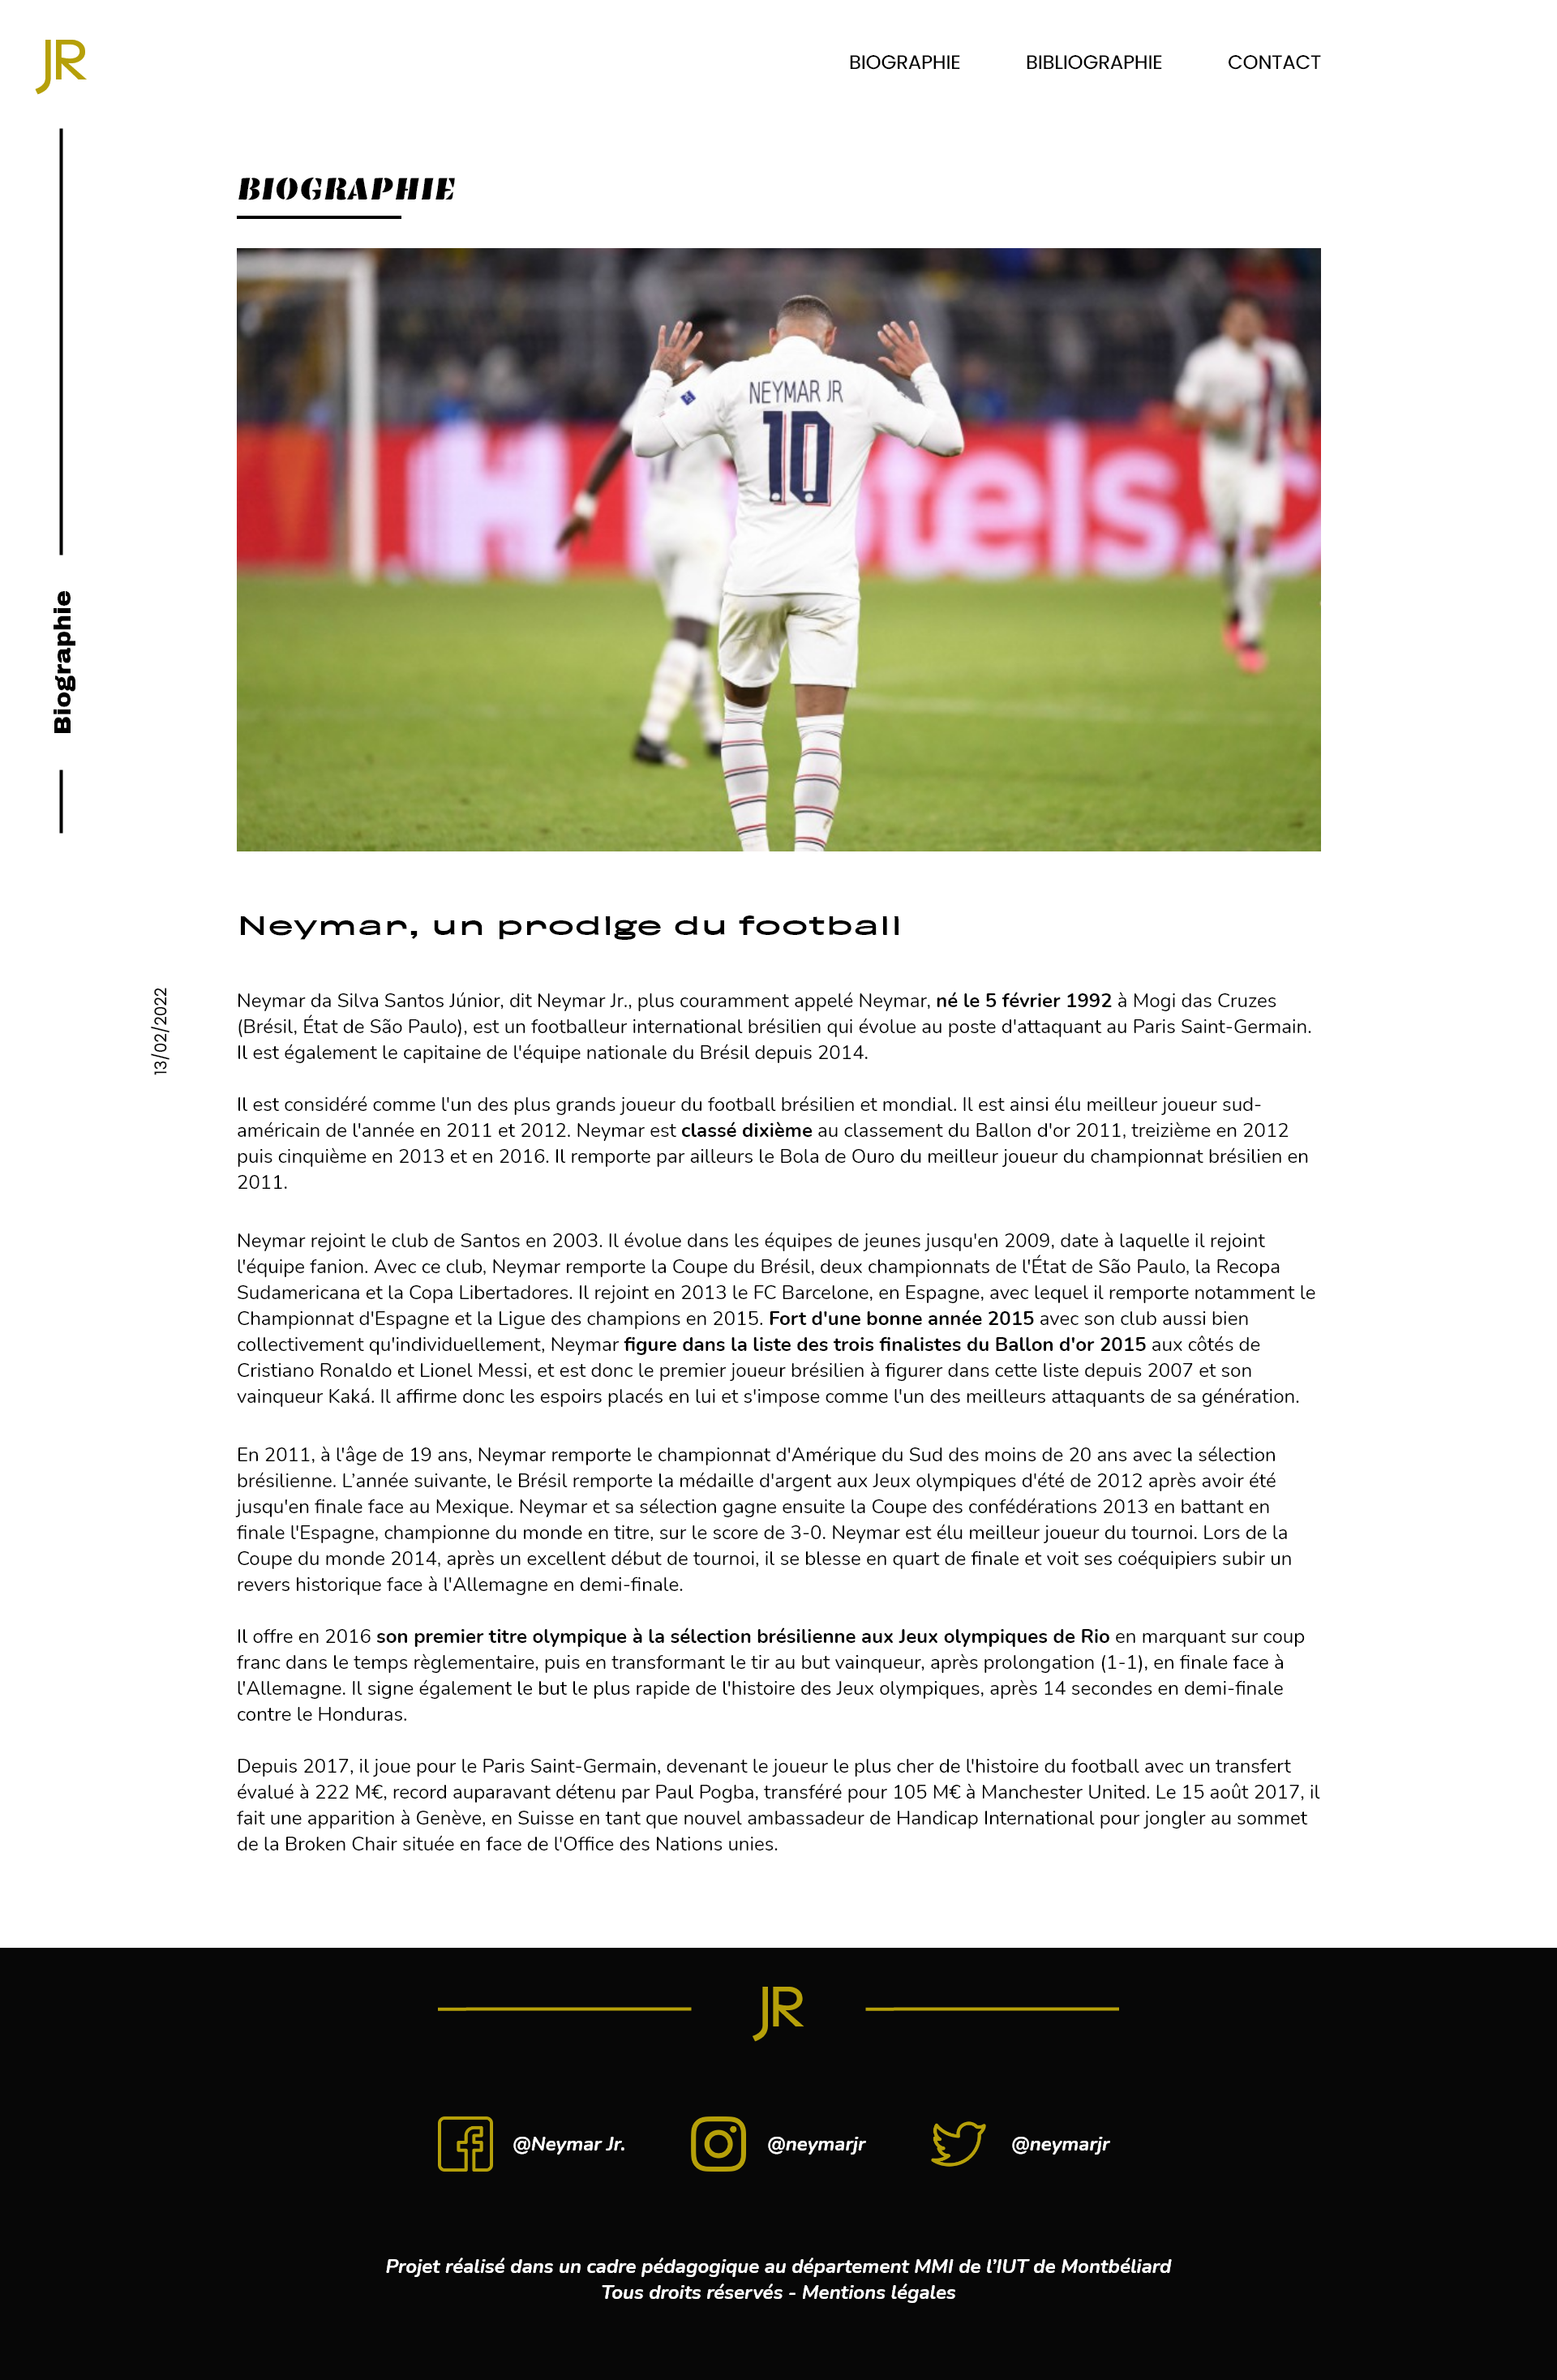 JR
BIOGRAPHIE BIBLIOGRAPHIE CONTACT
BIOGRAPHIE
NEYMAR JR
10
Hotels.
Biographie
Neymar, un prodige du football
13/02/2022
Neymar da Silva Santos Júnior, dit Neymar Jr., plus couramment appelé Neymar, né le 5 février 1992 à Mogi das Cruzes
(Brésil, État de São Paulo), est un footballeur international brésilien qui évolue au poste d'attaquant au Paris Saint-Germain.
Il est également le capitaine de l'équipe nationale du Brésil depuis 2014.
Il est considéré comme l'un des plus grands joueur du football brésilien et mondial. Il est ainsi élu meilleur joueur sud-
américain de l'année en 2011 et 2012. Neymar est classé dixième au classement du Ballon d'or 2011, treizième en 2012
puis cinquième en 2013 et en 2016. Il remporte par ailleurs le Bola de Ouro du meilleur joueur du championnat brésilien en
2011.
Neymar rejoint le club de Santos en 2003. Il évolue dans les équipes de jeunes jusqu'en 2009, date à laquelle il rejoint
l'équipe fanion. Avec ce club, Neymar remporte la Coupe du Brésil, deux championnats de l'État de São Paulo, la Recopa
Sudamericana et la Copa Libertadores. Il rejoint en 2013 le FC Barcelone, en Espagne, avec lequel il remporte notamment le
Championnat d'Espagne et la Ligue des champions en 2015. Fort d'une bonne année 2015 avec son club aussi bien
collectivement qu'individuellement, Neymar figure dans la liste des trois finalistes du Ballon d'or 2015 aux côtés de
Cristiano Ronaldo et Lionel Messi, et est donc le premier joueur brésilien à figurer dans cette liste depuis 2007 et son
vainqueur Kaká. Il affirme donc les espoirs placés en lui et s'impose comme l'un des meilleurs attaquants de sa génération.
En 2011, à l'âge de 19 ans, Neymar remporte le championnat d'Amérique du Sud des moins de 20 ans avec la sélection
brésilienne. L’année suivante, le Brésil remporte la médaille d'argent aux Jeux olympiques d'été de 2012 après avoir été
jusqu'en finale face au Mexique. Neymar et sa sélection gagne ensuite la Coupe des confédérations 2013 en battant en
finale l'Espagne, championne du monde en titre, sur le score de 3-0. Neymar est élu meilleur joueur du tournoi. Lors de la
Coupe du monde 2014, après un excellent début de tournoi, il se blesse en quart de finale et voit ses coéquipiers subir un
revers historique face à l'Allemagne en demi-finale.
Il offre en 2016 son premier titre olympique à la sélection brésilienne aux Jeux olympiques de Rio en marquant sur coup
franc dans le temps règlementaire, puis en transformant le tir au but vainqueur, après prolongation (1-1), en finale face à
l'Allemagne. Il signe également le but le plus rapide de l'histoire des Jeux olympiques, après 14 secondes en demi-finale
contre le Honduras.
Depuis 2017, il joue pour le Paris Saint-Germain, devenant le joueur le plus cher de l'histoire du football avec un transfert
évalué à 222 M€, record auparavant détenu par Paul Pogba, transféré pour 105 M€ à Manchester United. Le 15 août 2017, il
fait une apparition à Genève, en Suisse en tant que nouvel ambassadeur de Handicap International pour jongler au sommet
de la Broken Chair située en face de l'Office des Nations unies.
JR
@Neymar Jr. @neymarjr @neymarjr
Projet réalisé dans un cadre pédagogique au département MMI de l’IUT de Montbéliard
Tous droits réservés - Mentions légales